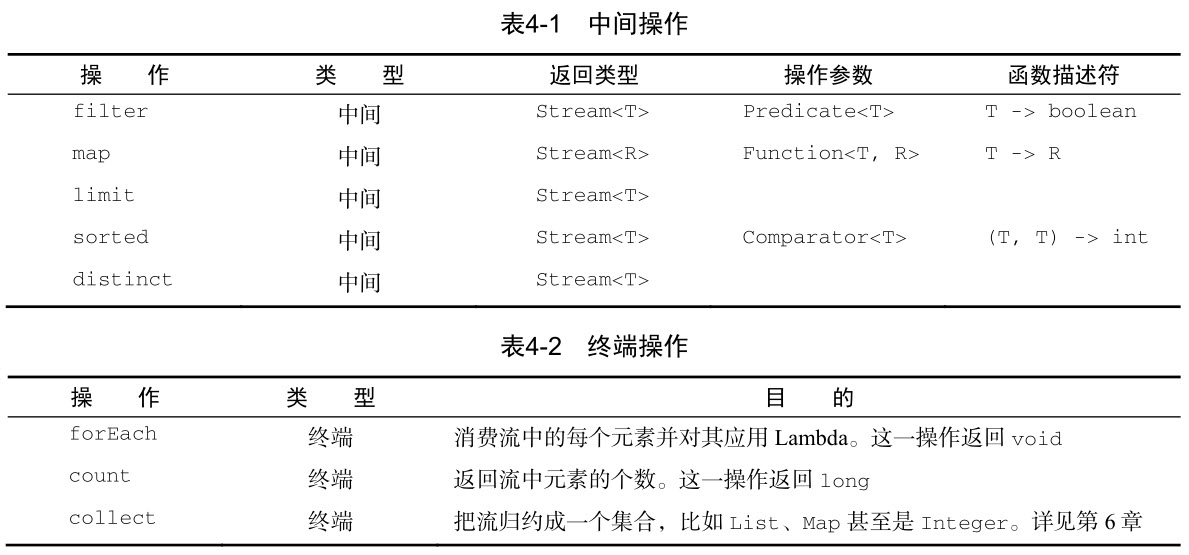 表4-1 中间操作
操 作 类 型 返回类型 操作参数 函数描述符
filter 中间 Stream<T> Predicate<T> T -> boolean
map 中间 Stream<R> Function<T, R> T -> R
limit 中间 Stream<T>
sorted 中间 Stream<T> Comparator<T> (T, T) -> int
distinct 中间 Stream<T>
表4-2 终端操作
操 作 类 型 目 的
forEach 终端 消费流中的每个元素并对其应用 Lambda。这一操作返回 void
count 终端 返回流中元素的个数。这一操作返回 long
collect 终端 把流归约成一个集合，比如 List、Map 甚至是 Integer。详见第 6 章